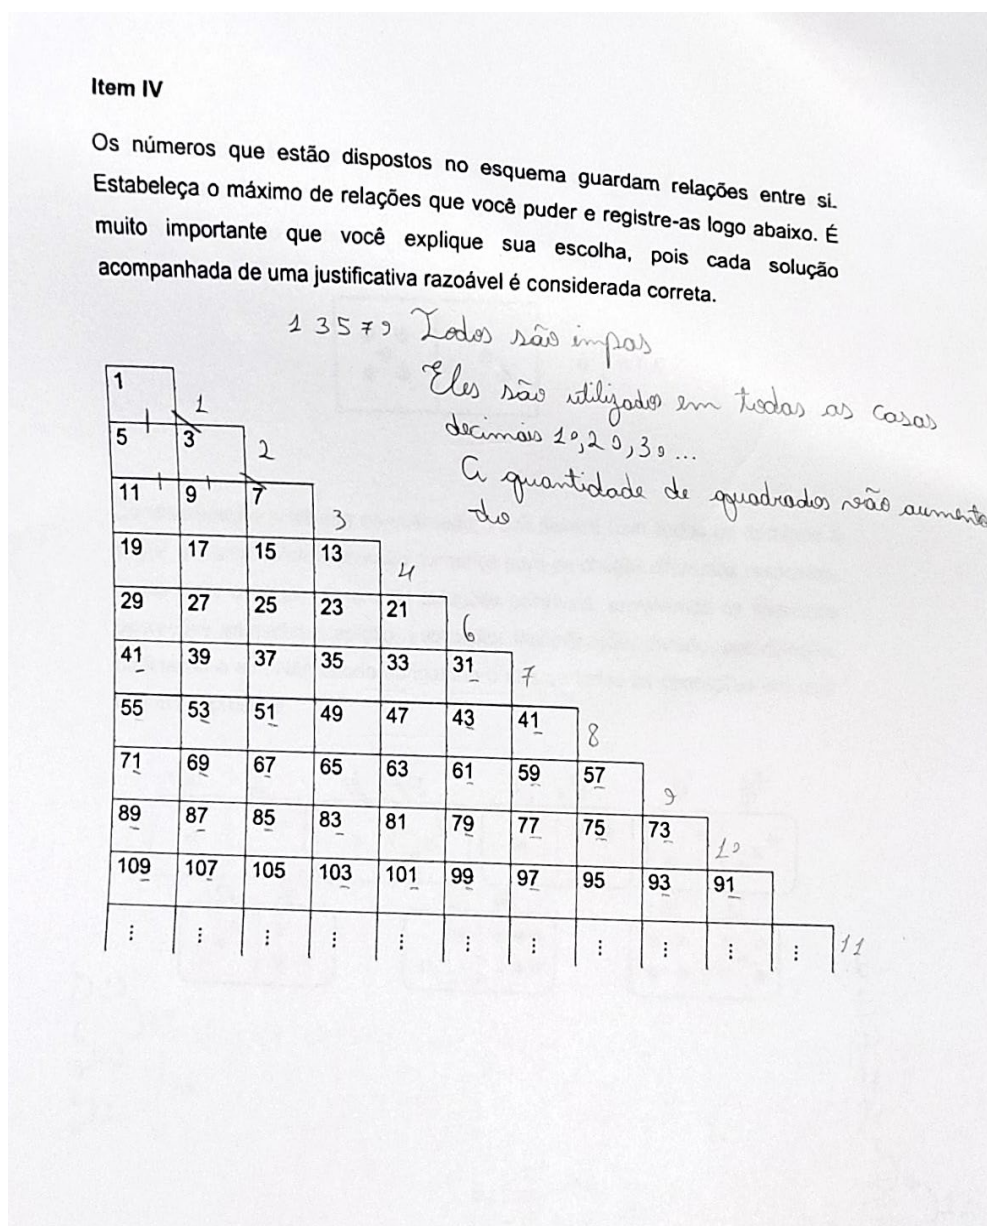 Item IV
Os números que estão dispostos no esquema guardam relações entre si.
Estabeleça o máximo de relações que você puder e registre-as logo abaixo. É
muito importante que você explique sua escolha, pois cada solução
acompanhada de uma justificativa razoável é considerada correta.
1 3 5 7 9 Todos são impas
Eles são utilizados em todas as casas
decimais 10, 20, 30 ...
A quantidade de quadrados vão aumenta
do
1 1
5 3 2
11 9 7 3
19 17 15 13 4
29 27 25 23 21 6
41 39 37 35 33 31 7
55 53 51 49 47 43 41 8
71 69 67 65 63 61 59 57 9
89 87 85 83 81 79 77 75 73 10
109 107 105 103 101 99 97 95 93 91
⋮ ⋮ ⋮ ⋮ ⋮ ⋮ ⋮ ⋮ ⋮ ⋮ ⋮ 11